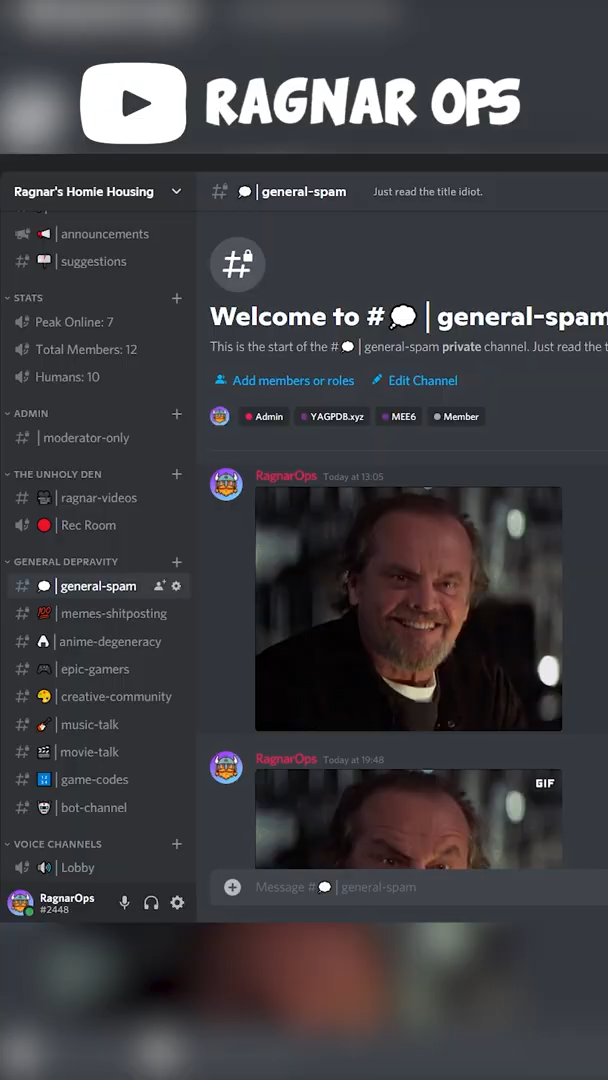 RAGNAR OPS
Ragnar's Homie Housing
general-spam
Just read the title idiot.
announcements
suggestions
STATS
Peak Online: 7
Total Members: 12
Humans: 10
ADMIN
moderator-only
THE UNHOLY DEN
ragnar-videos
Rec Room
GENERAL DEPRAVITY
general-spam
memes-shitposting
anime-degeneracy
epic-gamers
creative-community
music-talk
movie-talk
game-codes
bot-channel
VOICE CHANNELS
Lobby
RagnarOps
#2448
Welcome to # | general-spam
This is the start of the # | general-spam private channel. Just read the
Add members or roles
Edit Channel
Admin YAGPDB.xyz MEE6 Member
RagnarOps Today at 13:05
RagnarOps Today at 19:48
GIF
Message # | general-spam